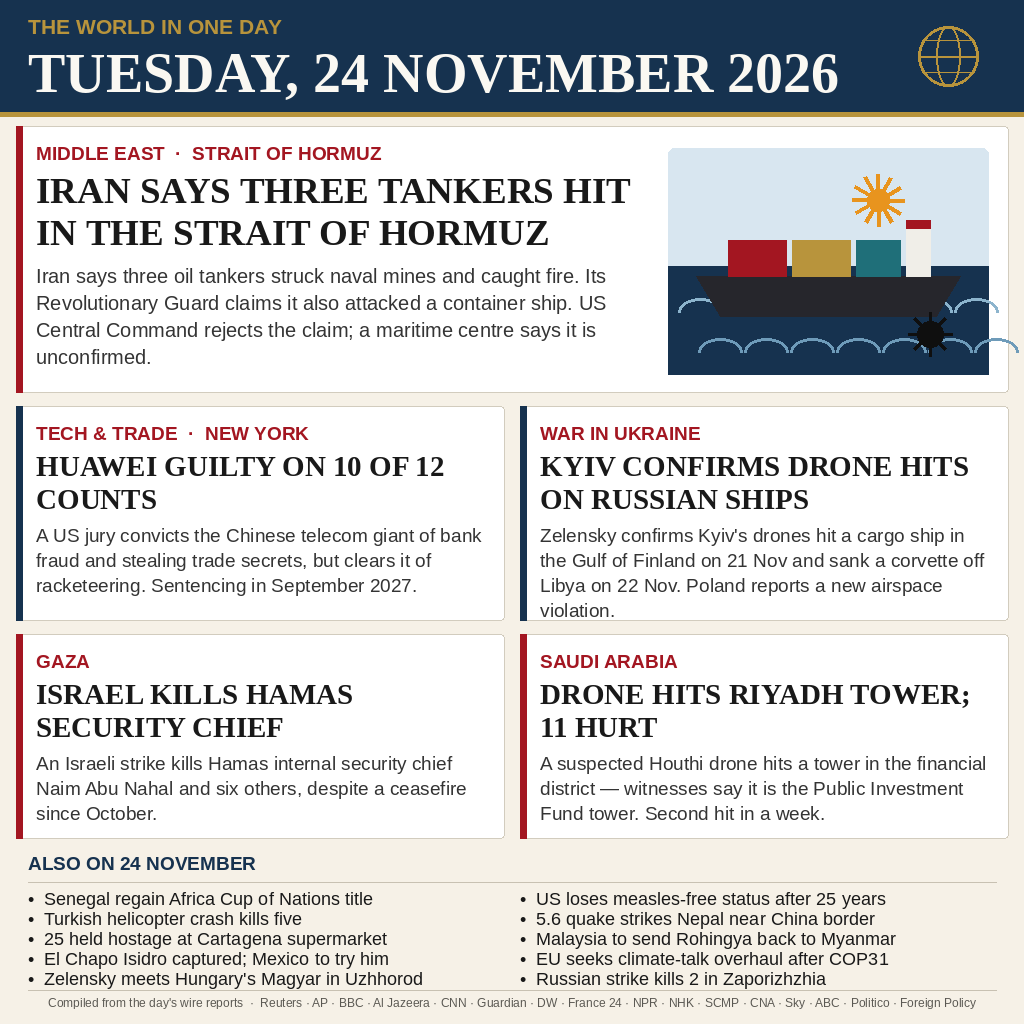 THE WORLD IN ONE DAY
TUESDAY, 24 NOVEMBER 2026
MIDDLE EAST · STRAIT OF HORMUZ
IRAN SAYS THREE TANKERS HIT
IN THE STRAIT OF HORMUZ
Iran says three oil tankers struck naval mines and caught fire. Its
Revolutionary Guard claims it also attacked a container ship. US
Central Command rejects the claim; a maritime centre says it is
unconfirmed.
TECH & TRADE · NEW YORK
HUAWEI GUILTY ON 10 OF 12
COUNTS
A US jury convicts the Chinese telecom giant of bank
fraud and stealing trade secrets, but clears it of
racketeering. Sentencing in September 2027.
WAR IN UKRAINE
KYIV CONFIRMS DRONE HITS
ON RUSSIAN SHIPS
Zelensky confirms Kyiv's drones hit a cargo ship in
the Gulf of Finland on 21 Nov and sank a corvette off
Libya on 22 Nov. Poland reports a new airspace
violation.
GAZA
ISRAEL KILLS HAMAS
SECURITY CHIEF
An Israeli strike kills Hamas internal security chief
Naim Abu Nahal and six others, despite a ceasefire
since October.
SAUDI ARABIA
DRONE HITS RIYADH TOWER;
11 HURT
A suspected Houthi drone hits a tower in the financial
district — witnesses say it is the Public Investment
Fund tower. Second hit in a week.
ALSO ON 24 NOVEMBER
• Senegal regain Africa Cup of Nations title
• Turkish helicopter crash kills five
• 25 held hostage at Cartagena supermarket
• El Chapo Isidro captured; Mexico to try him
• Zelensky meets Hungary's Magyar in Uzhhorod
• US loses measles-free status after 25 years
• 5.6 quake strikes Nepal near China border
• Malaysia to send Rohingya back to Myanmar
• EU seeks climate-talk overhaul after COP31
• Russian strike kills 2 in Zaporizhzhia
Compiled from the day's wire reports · Reuters · AP · BBC · Al Jazeera · CNN · Guardian · DW · France 24 · NPR · NHK · SCMP · CNA · Sky · ABC · Politico · Foreign Policy